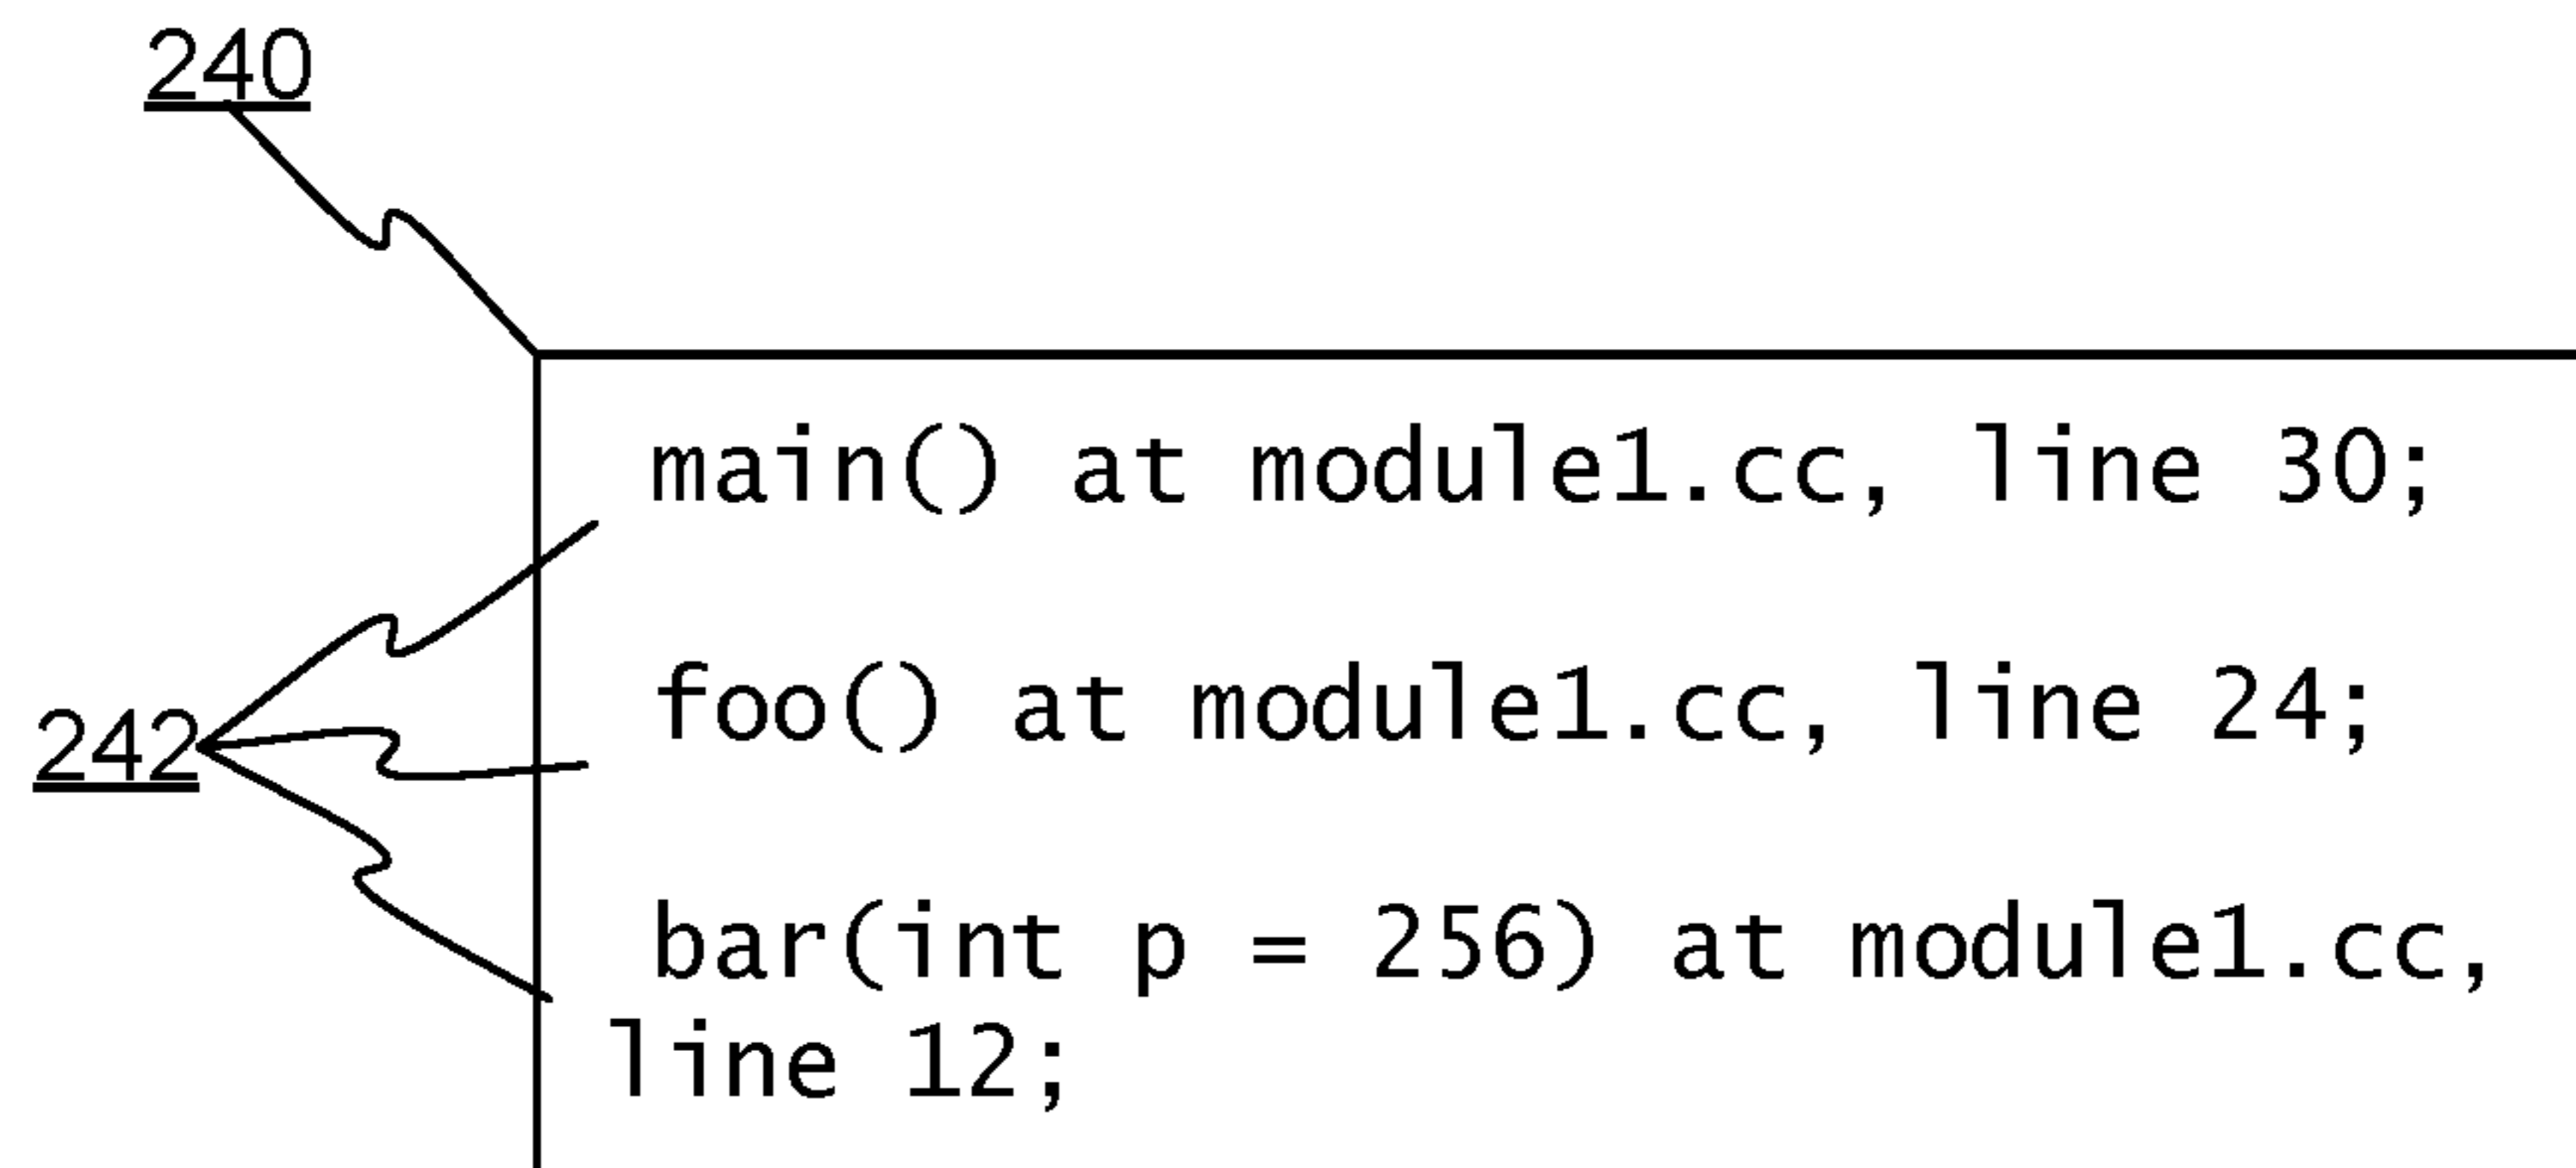 240
main() at module1.cc, line 30;
foo() at module1.cc, line 24;
242
bar(int p = 256) at module1.cc,
line 12;